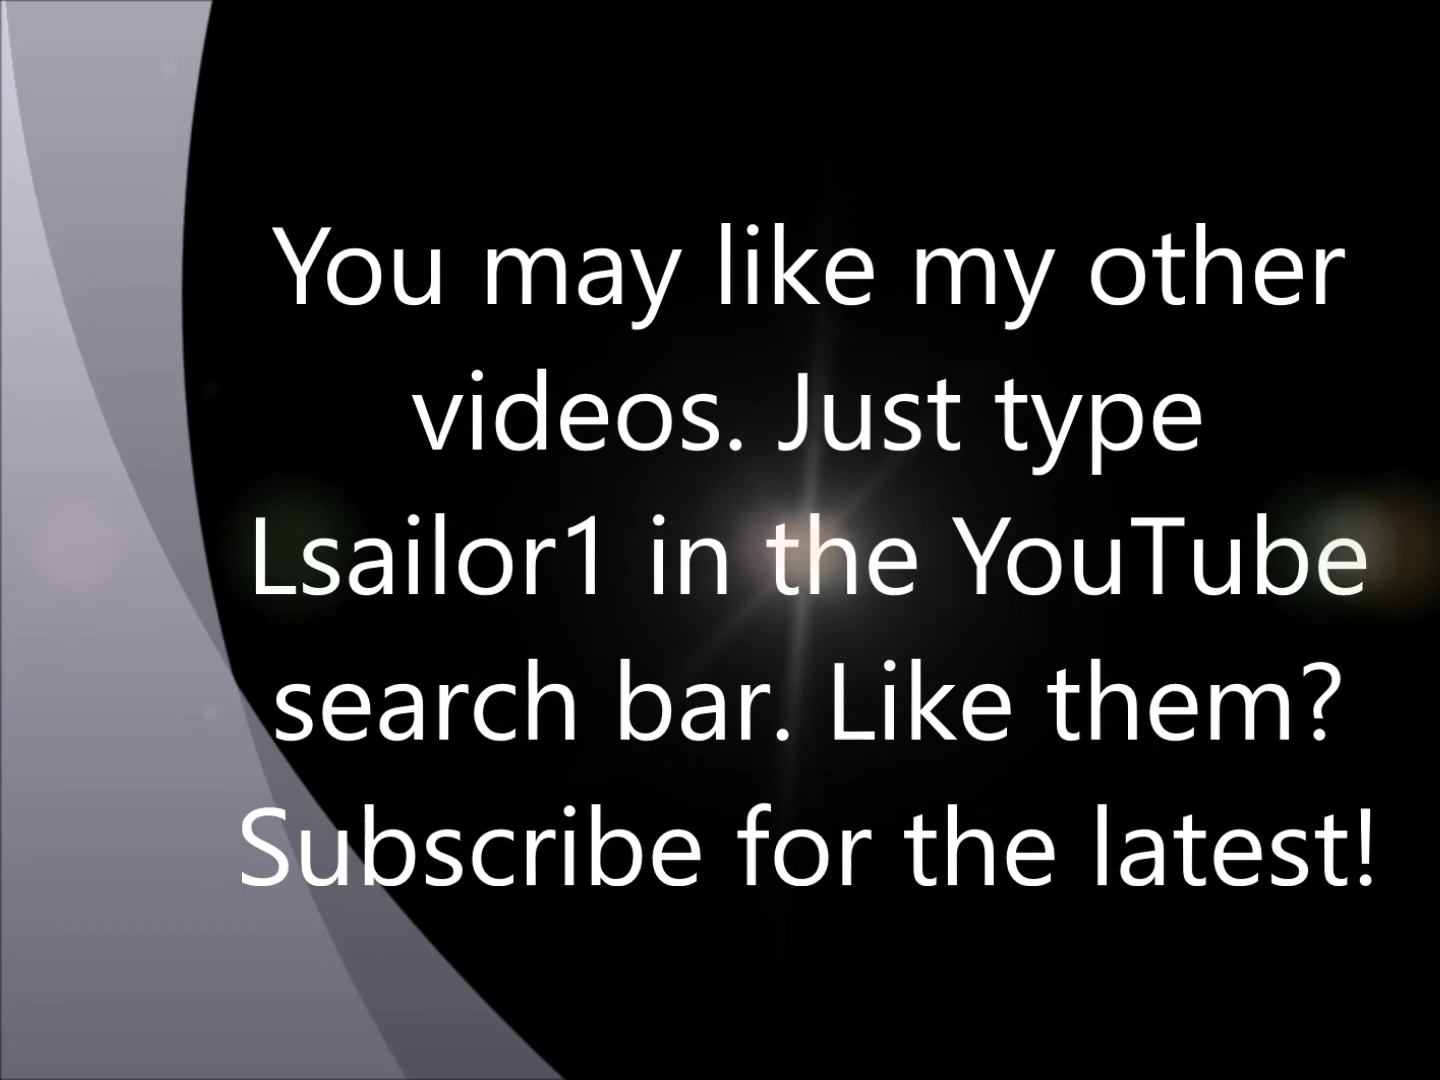 You may like my other
videos. Just type
Lsailor1 in the YouTube
search bar. Like them?
Subscribe for the latest!